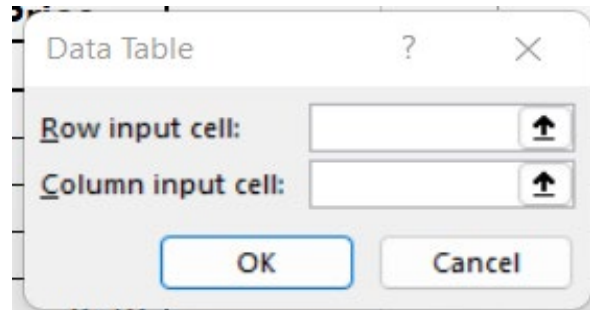 Data Table ?
Row input cell:
Column input cell:
OK Cancel